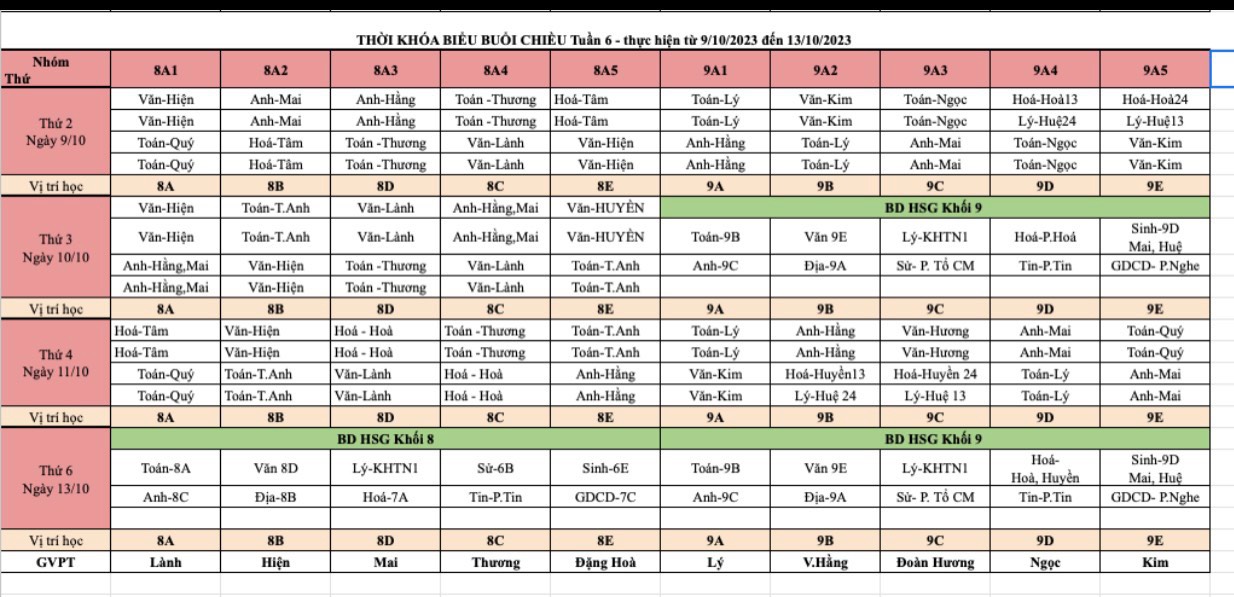 THỜI KHÓA BIỂU BUỔI CHIỀU Tuần 6 - thực hiện từ 9/10/2023 đến 13/10/2023
Nhóm
Thứ
8A1 8A2 8A3 8A4 8A5 9A1 9A2 9A3 9A4 9A5
Thứ 2
Ngày 9/10
Văn-Hiện Anh-Mai Anh-Hằng Toán -Thương Hoá-Tâm Toán-Lý Văn-Kim Toán-Ngọc Hoá-Hoà13 Hoá-Hoà24
Văn-Hiện Anh-Mai Anh-Hằng Toán -Thương Hoá-Tâm Toán-Lý Văn-Kim Toán-Ngọc Lý-Huệ24 Lý-Huệ13
Toán-Quý Hoá-Tâm Toán -Thương Văn-Lành Văn-Hiện Anh-Hằng Toán-Lý Anh-Mai Toán-Ngọc Văn-Kim
Toán-Quý Hoá-Tâm Toán -Thương Văn-Lành Văn-Hiện Anh-Hằng Toán-Lý Anh-Mai Toán-Ngọc Văn-Kim
Vị trí học 8A 8B 8D 8C 8E 9A 9B 9C 9D 9E
Thứ 3
Ngày 10/10
Văn-Hiện Toán-T.Anh Văn-Lành Anh-Hằng,Mai Văn-HUYỀN BD HSG Khối 9
Văn-Hiện Toán-T.Anh Văn-Lành Anh-Hằng,Mai Văn-HUYỀN Toán-9B Văn 9E Lý-KHTN1 Hoá-P.Hoá Sinh-9D
Mai, Huệ
Anh-Hằng,Mai Văn-Hiện Toán -Thương Văn-Lành Toán-T.Anh Anh-9C Địa-9A Sử- P. Tổ CM Tin-P.Tin GDCD- P.Nghe
Anh-Hằng,Mai Văn-Hiện Toán -Thương Văn-Lành Toán-T.Anh
Vị trí học 8A 8B 8D 8C 8E 9A 9B 9C 9D 9E
Thứ 4
Ngày 11/10
Hoá-Tâm Văn-Hiện Hoá - Hoà Toán -Thương Toán-T.Anh Toán-Lý Anh-Hằng Văn-Hương Anh-Mai Toán-Quý
Hoá-Tâm Văn-Hiện Hoá - Hoà Toán -Thương Toán-T.Anh Toán-Lý Anh-Hằng Văn-Hương Anh-Mai Toán-Quý
Toán-Quý Toán-T.Anh Văn-Lành Hoá - Hoà Anh-Hằng Văn-Kim Hoá-Huyền13 Hoá-Huyền 24 Toán-Lý Anh-Mai
Toán-Quý Toán-T.Anh Văn-Lành Hoá - Hoà Anh-Hằng Văn-Kim Lý-Huệ 24 Lý-Huệ 13 Toán-Lý Anh-Mai
Vị trí học 8A 8B 8D 8C 8E 9A 9B 9C 9D 9E
Thứ 6
Ngày 13/10
BD HSG Khối 8 BD HSG Khối 9
Toán-8A Văn 8D Lý-KHTN1 Sử-6B Sinh-6E Toán-9B Văn 9E Lý-KHTN1 Hoá-
Hoà, Huyền Sinh-9D
Mai, Huệ
Anh-8C Địa-8B Hoá-7A Tin-P.Tin GDCD-7C Anh-9C Địa-9A Sử- P. Tổ CM Tin-P.Tin GDCD- P.Nghe
Vị trí học 8A 8B 8D 8C 8E 9A 9B 9C 9D 9E
GVPT Lành Hiện Mai Thương Đặng Hoà Lý V.Hằng Đoàn Hương Ngọc Kim